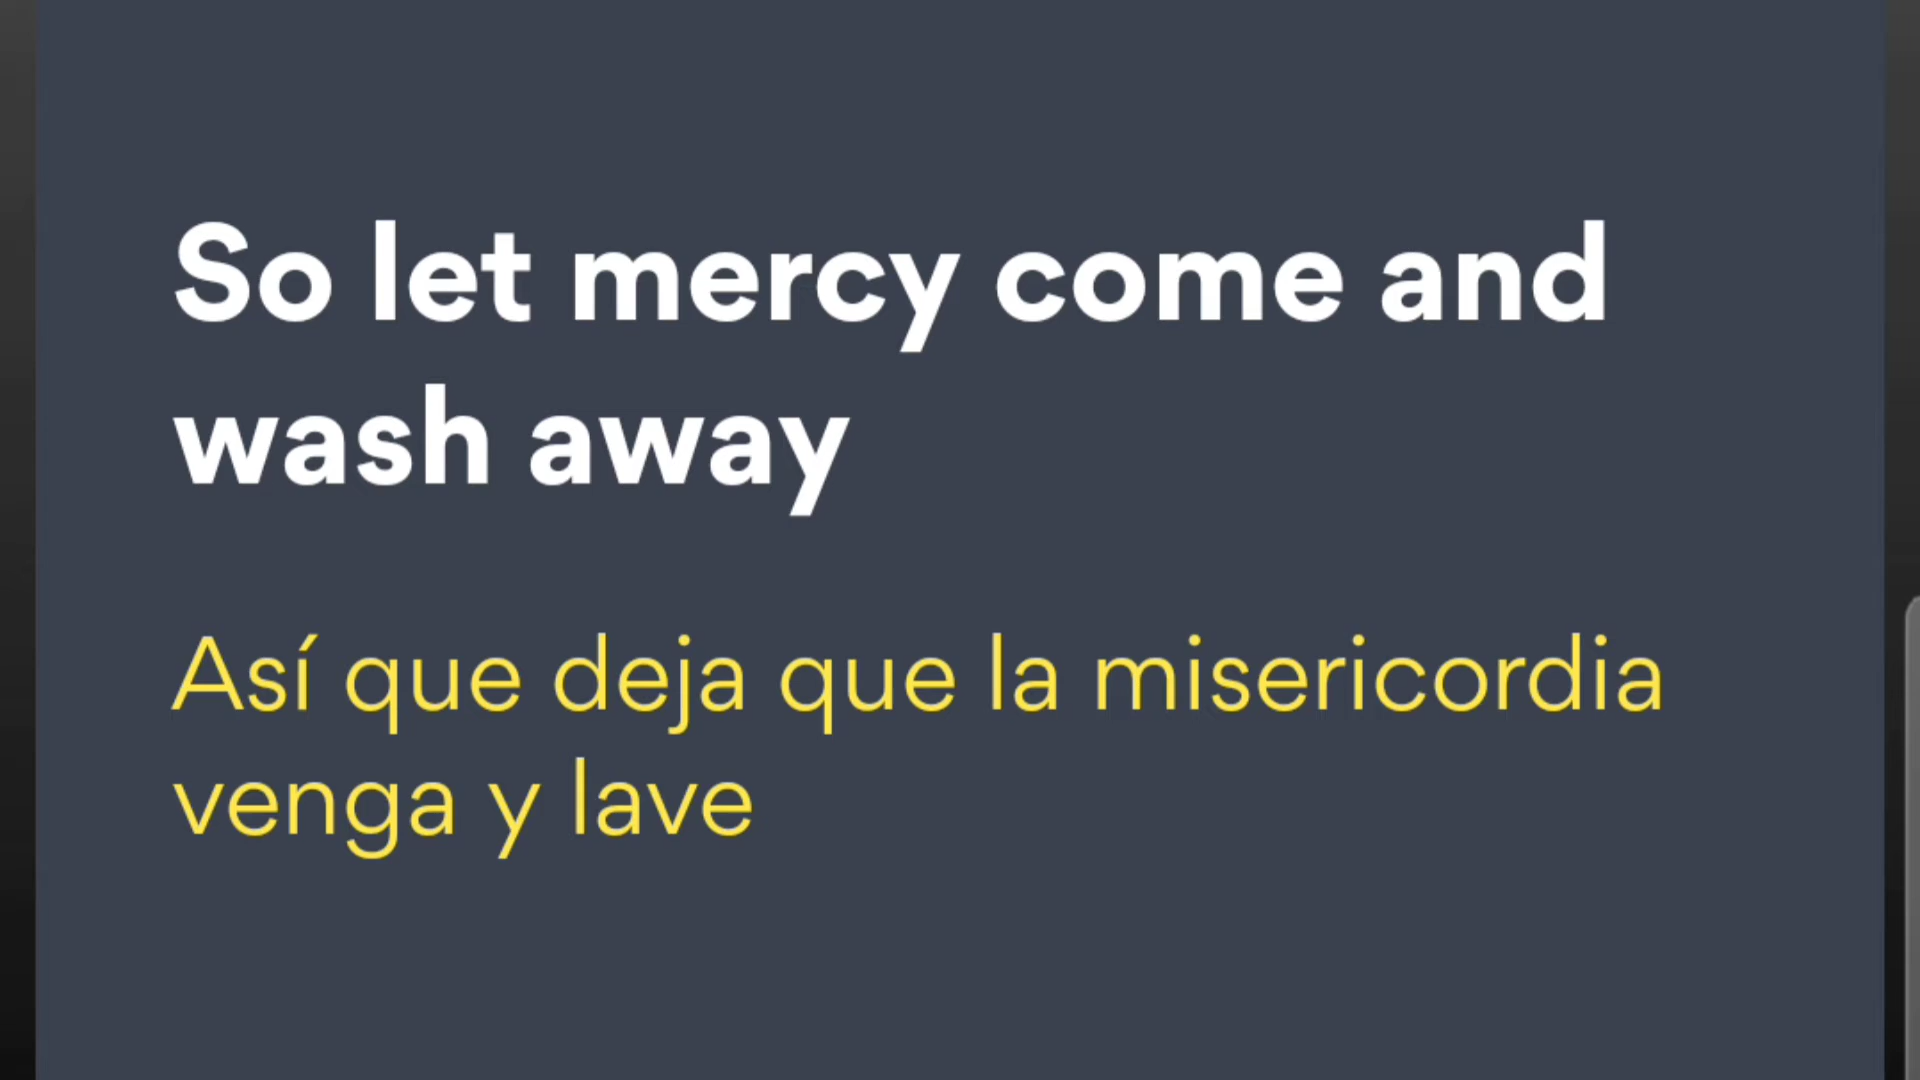 So let mercy come and
wash away
Así que deja que la misericordia
venga y lave